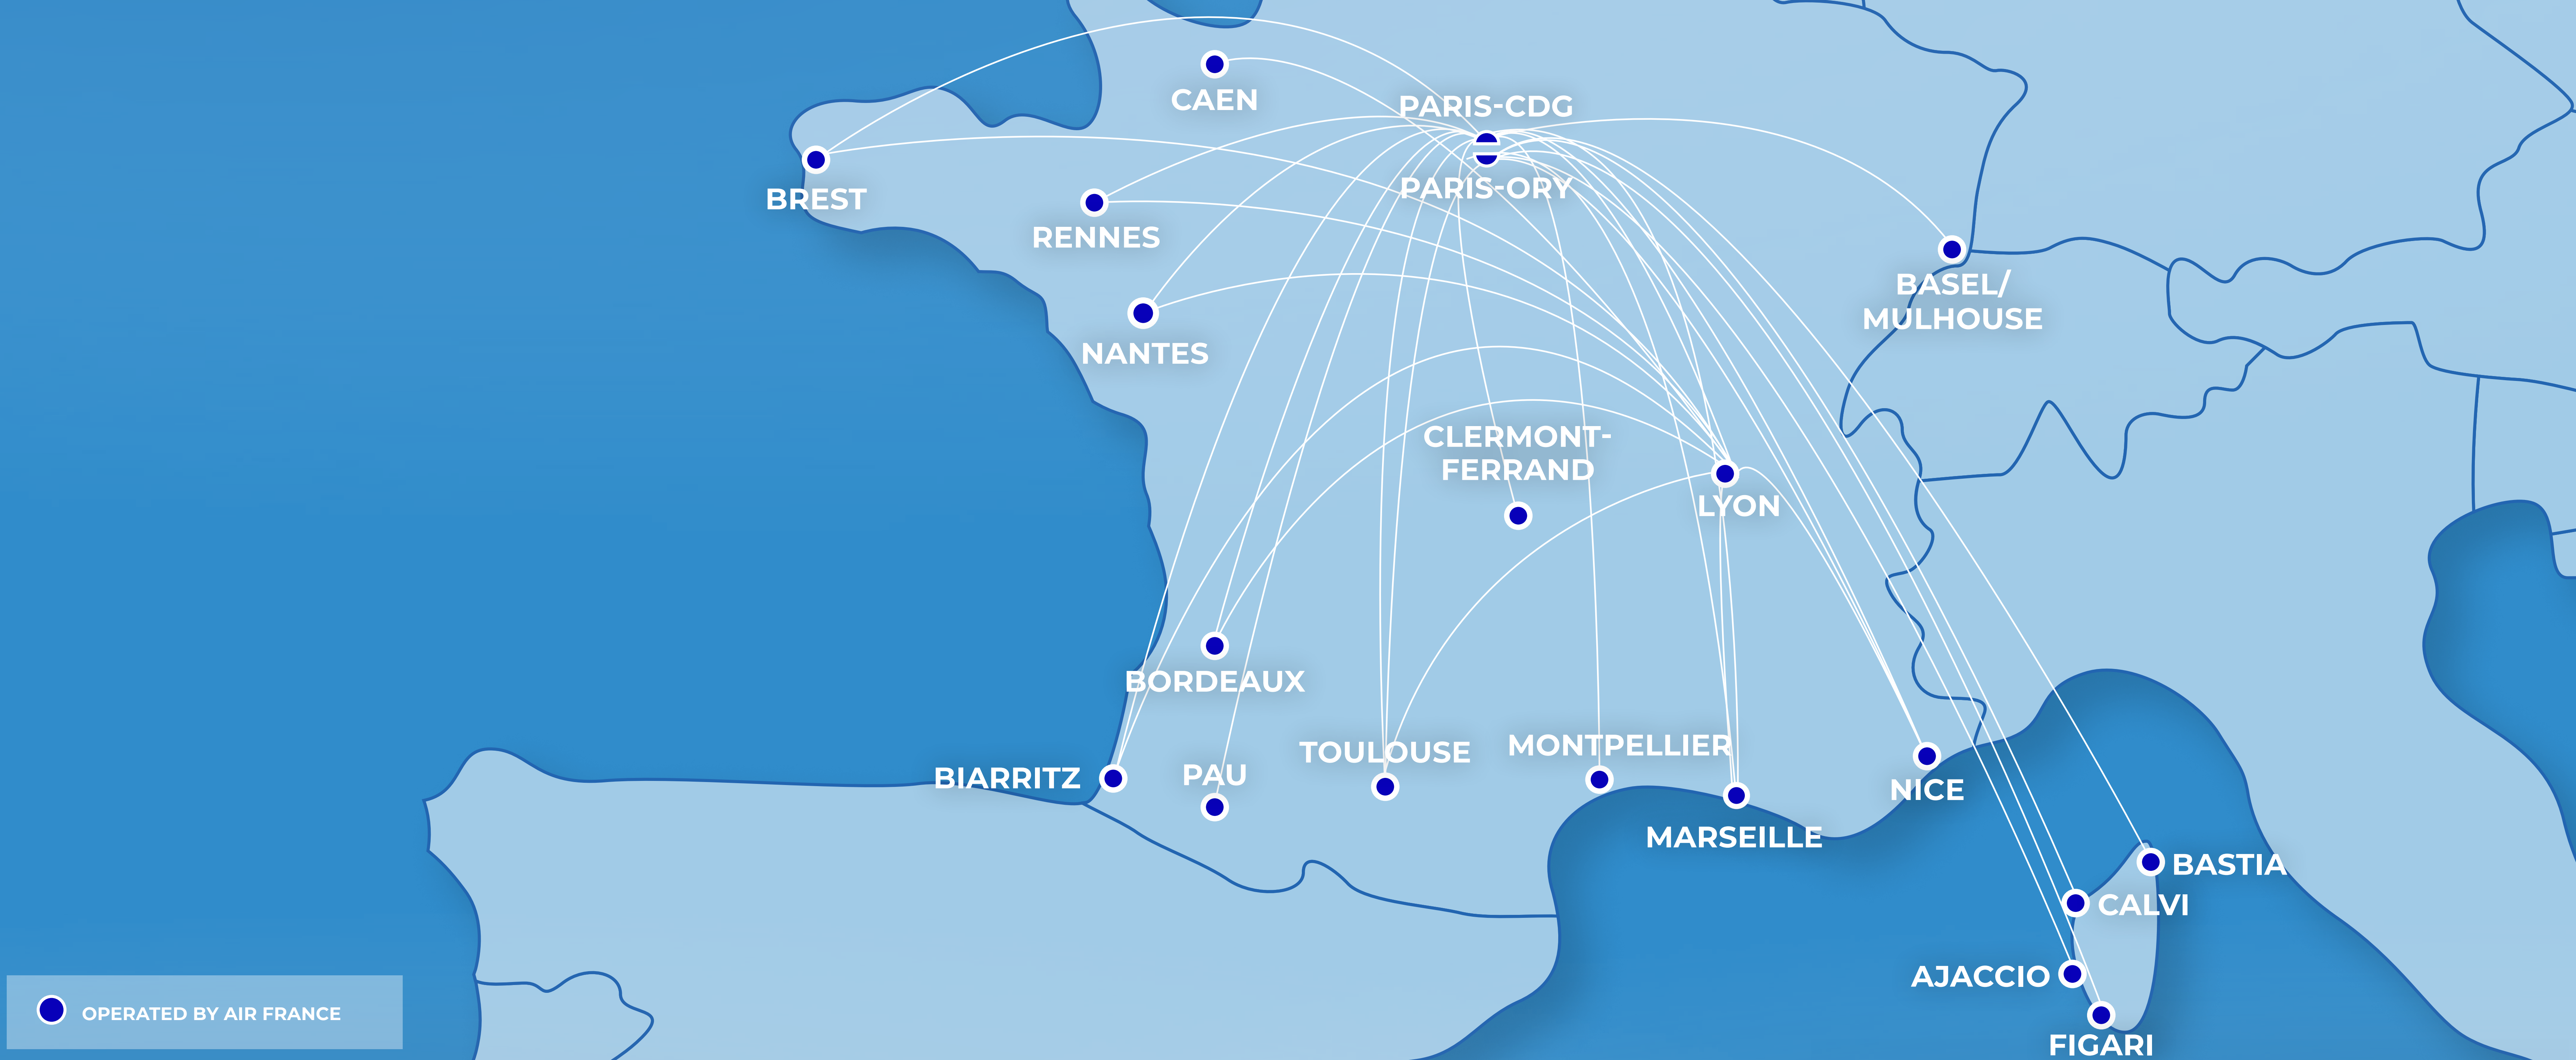 CAEN
PARIS-CDG
PARIS-ORY
BREST
RENNES
BASEL/
MULHOUSE
NANTES
CLERMONT-
FERRAND
LYON
BORDEAUX
TOULOUSE
MONTPELLIER
BIARRITZ
PAU
NICE
MARSEILLE
BASTIA
CALVI
AJACCIO
OPERATED BY AIR FRANCE
FIGARI